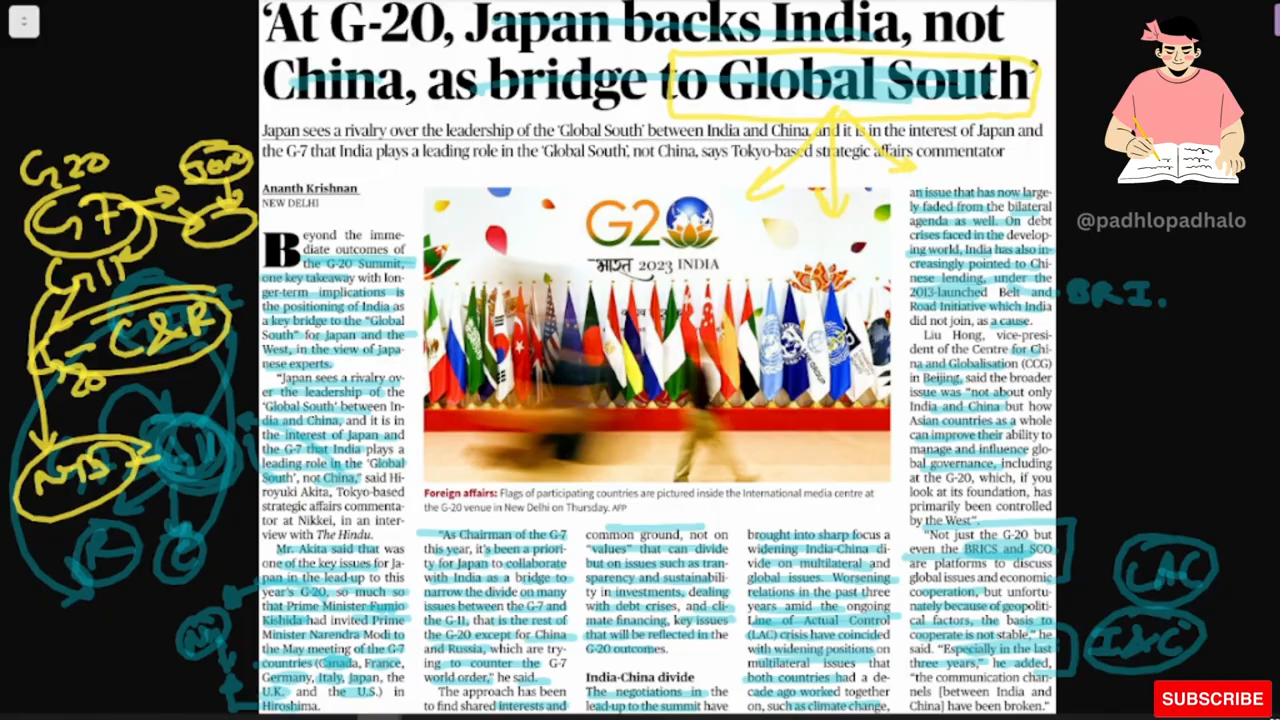 ‘At G-20, Japan backs India, not
China, as bridge to Global South’
Japan sees a rivalry over the leadership of the ‘Global South’ between India and China, and it is in the interest of Japan and
the G-7 that India plays a leading role in the ‘Global South’, not China, says Tokyo-based strategic affairs commentator
Ananth Krishnan
NEW DELHI
Beyond the imme-
diate outcomes of
the G-20 Summit,
one key takeaway with lon-
ger-term implications is
the positioning of India as
a key bridge to the “Global
South” for Japan and the
West, in the view of Japa-
nese experts.
“Japan sees a rivalry ov-
er the leadership of the
‘Global South’ between In-
dia and China, and it is in
the interest of Japan and
the G-7 that India plays a
leading role in the ‘Global
South’, not China,” said Hi-
royuki Akita, Tokyo-based
strategic affairs commenta-
tor at Nikkei, in an inter-
view with The Hindu.
Mr. Akita said that was
one of the key issues for Ja-
pan in the lead-up to this
year’s G-20, so much so
that Prime Minister Fumio
Kishida had invited Prime
Minister Narendra Modi to
the May meeting of the G-7
countries (Canada, France,
Germany, Italy, Japan, the
U.K. and the U.S.) in
Hiroshima.
G20
भारत 2023 INDIA
Foreign affairs: Flags of participating countries are pictured inside the International media centre at
the G-20 venue in New Delhi on Thursday. AFP
“As Chairman of the G-7
this year, it’s been a priori-
ty for Japan to collaborate
with India as a bridge to
narrow the divide on many
issues between the G-7 and
the G-11, that is the rest of
the G-20 except for China
and Russia, which are try-
ing to counter the G-7
world order,” he said.
The approach has been
to find shared interests and
common ground, not on
“values” that can divide
but on issues such as tran-
sparency and sustainabili-
ty in investments, dealing
with debt crises, and cli-
mate financing, key issues
that will be reflected in the
G-20 outcomes.
India-China divide
The negotiations in the
lead-up to the summit have
brought into sharp focus a
widening India-China di-
vide on multilateral and
global issues. Worsening
relations in the past three
years amid the ongoing
Line of Actual Control
(LAC) crisis have coincided
with widening positions on
multilateral issues that
both countries had a de-
cade ago worked together
on, such as climate change,
an issue that has now large-
ly faded from the bilateral
agenda as well. On debt
crises faced in the develop-
ing world, India has also in-
creasingly pointed to Chi-
nese lending, under the
2013-launched Belt and
Road Initiative which India
did not join, as a cause.
Liu Hong, vice-presi-
dent of the Centre for Chi-
na and Globalisation (CCG)
in Beijing, said the broader
issue was “not about only
India and China but how
Asian countries as a whole
can improve their ability to
manage and influence glo-
bal governance, including
at the G-20, which, if you
look at its foundation, has
primarily been controlled
by the West”.
“Not just the G-20 but
even the BRICS and SCO
are platforms to discuss
global issues and economic
cooperation, but unfortu-
nately because of geopoliti-
cal factors, the basis to
cooperate is not stable,” he
said. “Especially in the last
three years,” he added,
“the communication chan-
nels [between India and
China] have been broken.”
G20
G7
G11
C&R
BRI.
LAC
@padhlopadhalo
SUBSCRIBE